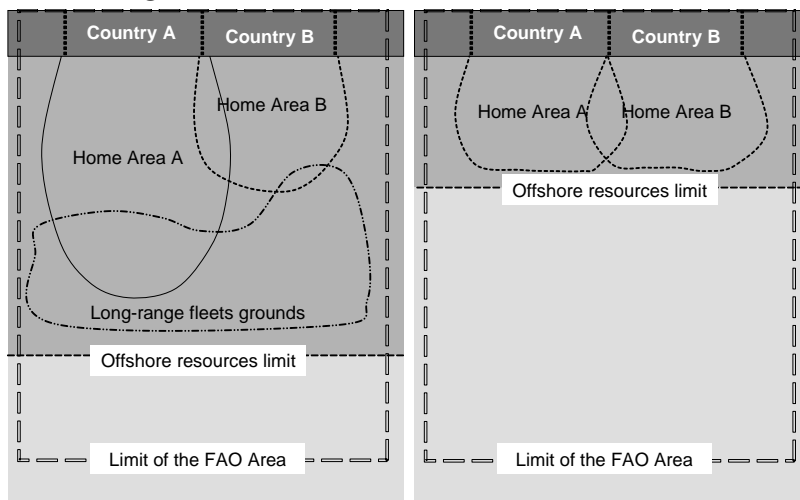 Country A
Country B
Home Area B
Home Area A
Long-range fleets grounds
Offshore resources limit
Limit of the FAO Area
Country A
Country B
Home Area A
Home Area B
Offshore resources limit
Limit of the FAO Area